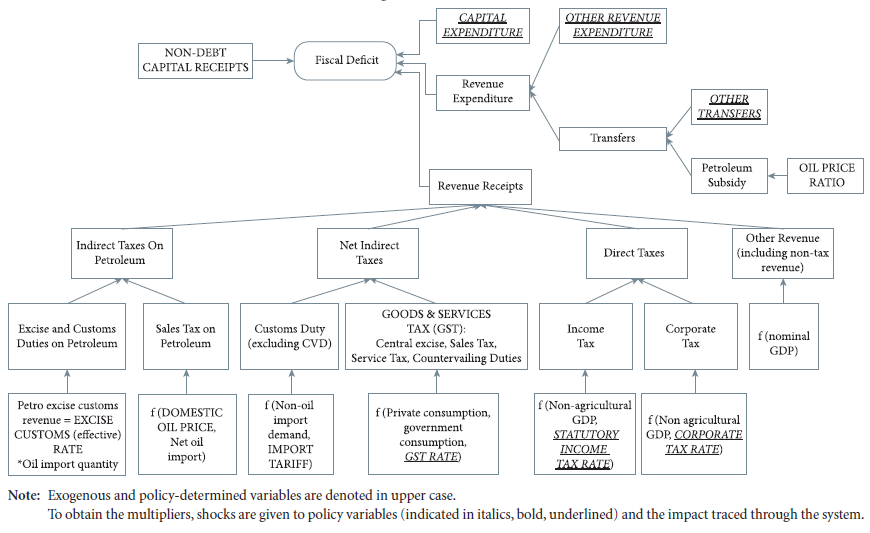 CAPITAL
EXPENDITURE
OTHER REVENUE
EXPENDITURE
NON-DEBT
CAPITAL RECEIPTS
Fiscal Deficit
Revenue
Expenditure
OTHER
TRANSFERS
Transfers
Petroleum
Subsidy
OIL PRICE
RATIO
Revenue Receipts
Indirect Taxes On
Petroleum
Net Indirect
Taxes
Direct Taxes
Other Revenue
(including non-tax
revenue)
Excise and Customs
Duties on Petroleum
Sales Tax on
Petroleum
Customs Duty
(excluding CVD)
GOODS & SERVICES
TAX (GST):
Central excise, Sales Tax,
Service Tax, Countervailing Duties
Income
Tax
Corporate
Tax
f (nominal
GDP)
Petro excise customs
revenue = EXCISE
CUSTOMS (effective)
RATE
*Oil import quantity
f (DOMESTIC
OIL PRICE,
Net oil
import)
f (Non-oil
import
demand,
IMPORT
TARIFF)
f (Private consumption,
government
consumption,
GST RATE)
f (Non-agricultural
GDP,
STATUTORY
INCOME
TAX RATE)
f (Non agricultural
GDP, CORPORATE
TAX RATE)
Note: Exogenous and policy-determined variables are denoted in upper case.
To obtain the multipliers, shocks are given to policy variables (indicated in italics, bold, underlined) and the impact traced through the system.